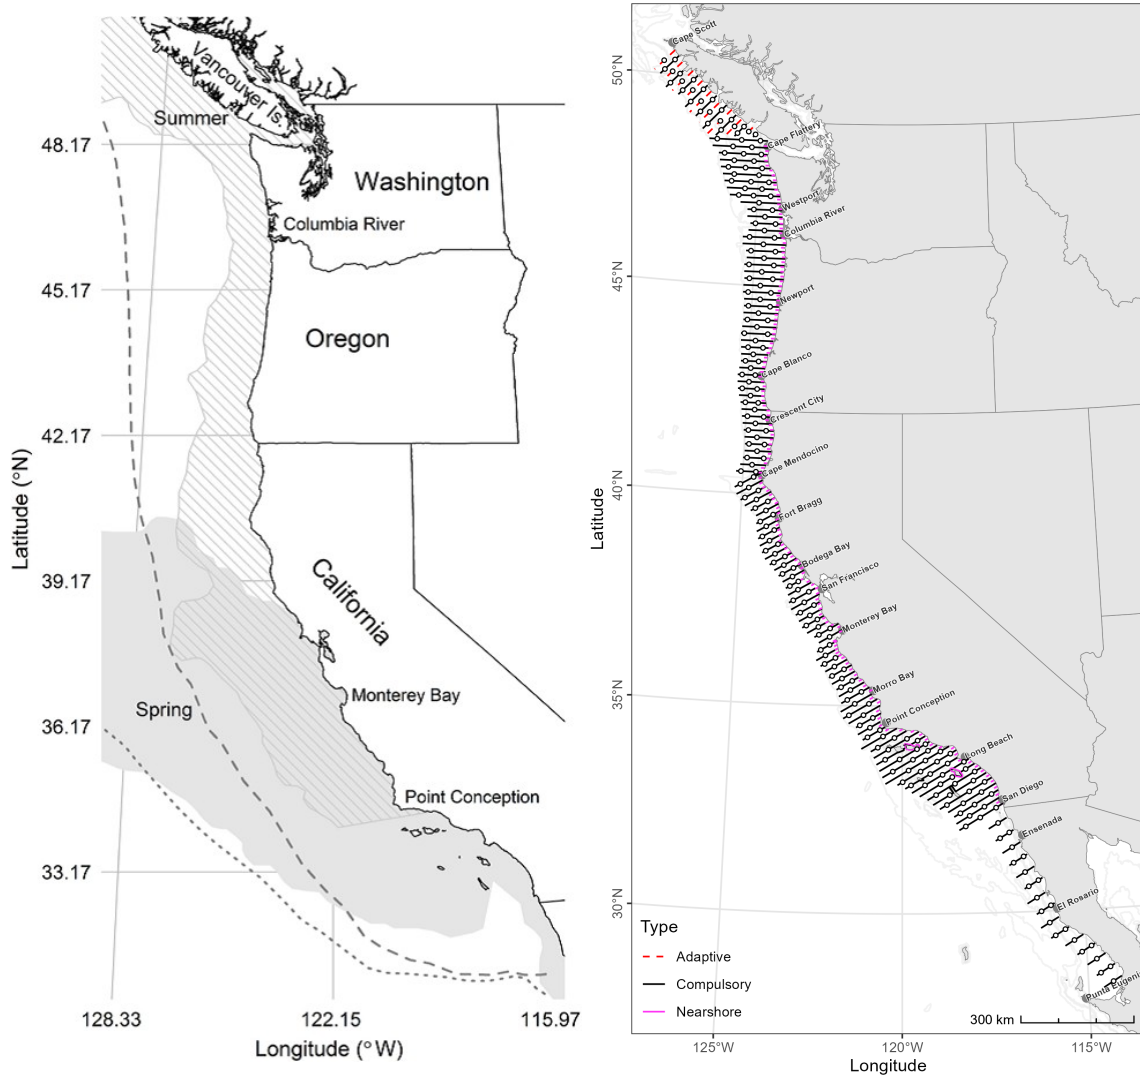 Vancouver Is.
Summer
48.17
Washington
Columbia River
45.17
Oregon
42.17
Latitude (°N)
39.17
California
Monterey Bay
Spring
36.17
Point Conception
33.17
128.33
122.15
115.97
Longitude (°W)
Cape Scott
50°N
Cape Flattery
Westport
Columbia River
45°N
Newport
Cape Blanco
Crescent City
Cape Mendocino
40°N
Latitude
Fort Bragg
Bodega Bay
San Francisco
Monterey Bay
Morro Bay
35°N
Point Conception
Long Beach
San Diego
Ensenada
El Rosario
30°N
Type
Adaptive
Compulsory
Nearshore
Punta Eugenia
300 km
125°W
120°W
115°W
Longitude